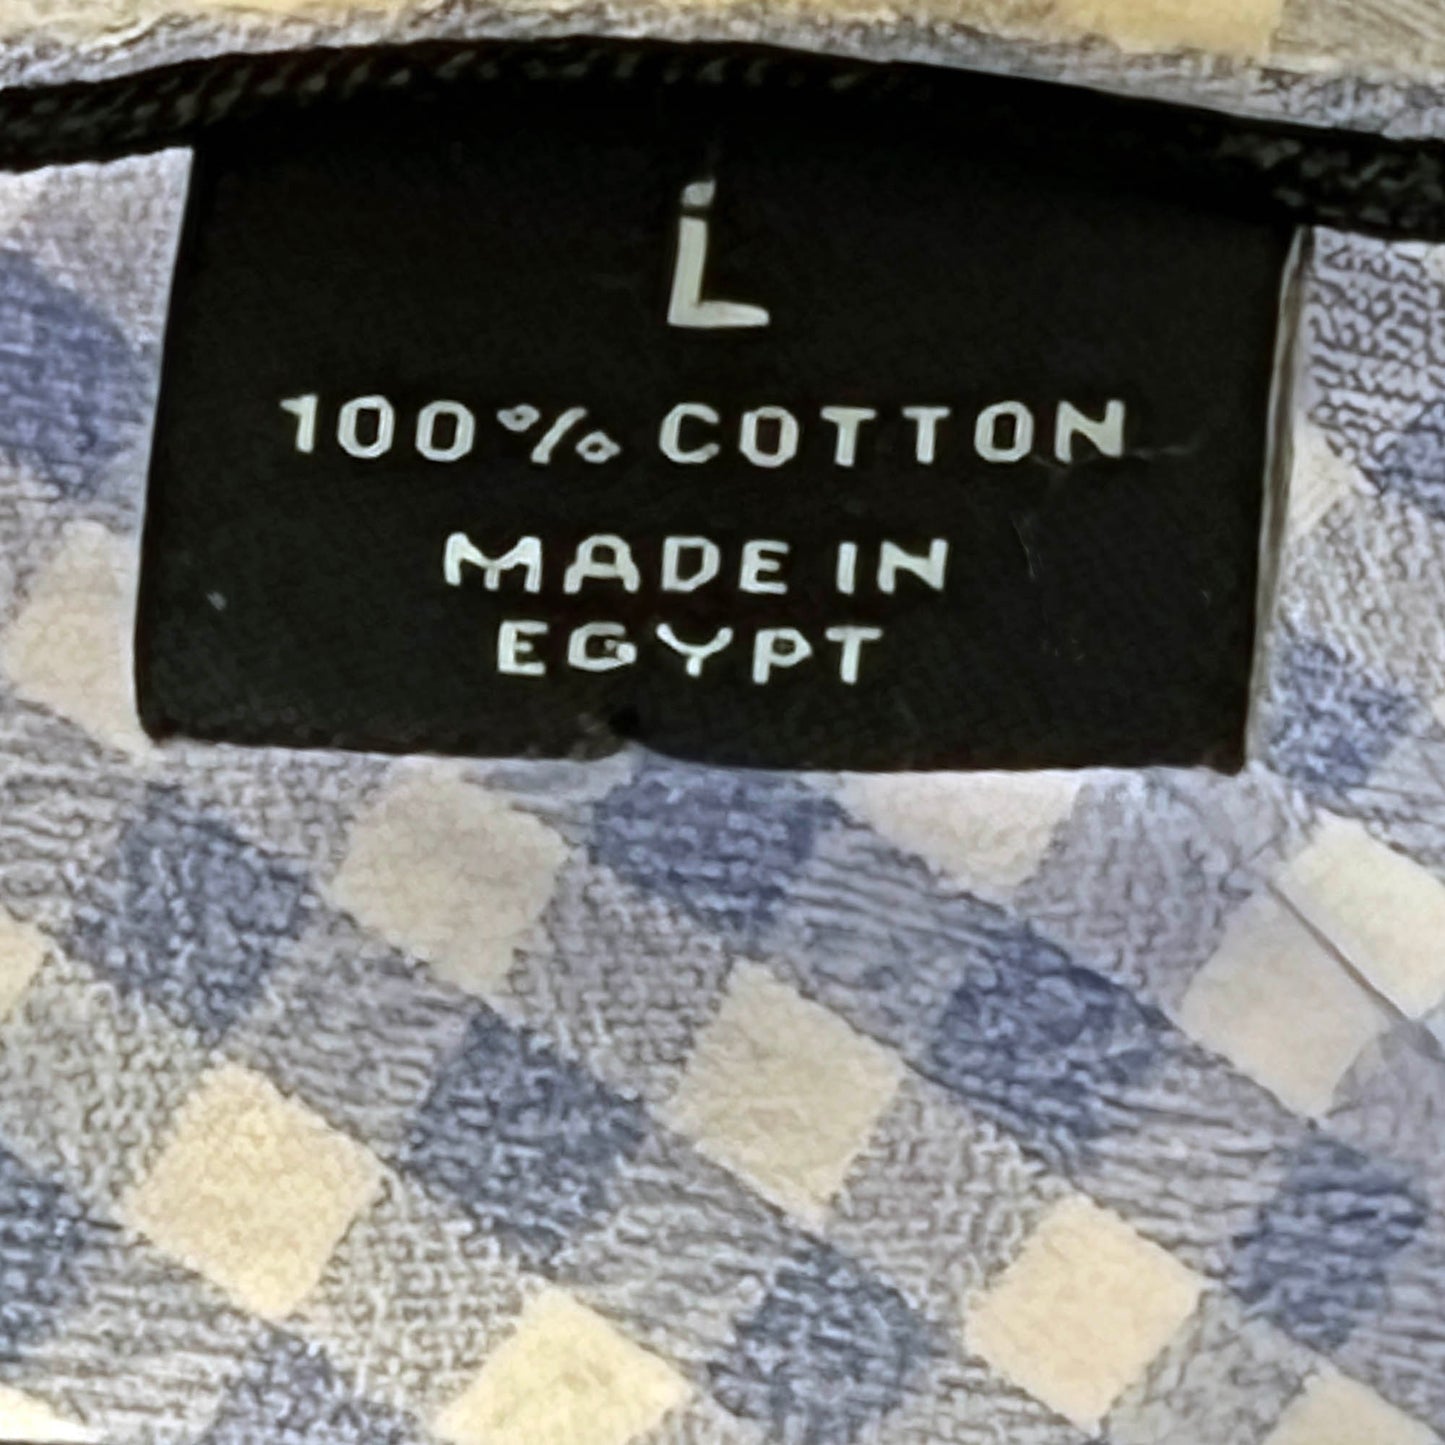 L
100% COTTON
MADE IN
EGYPT